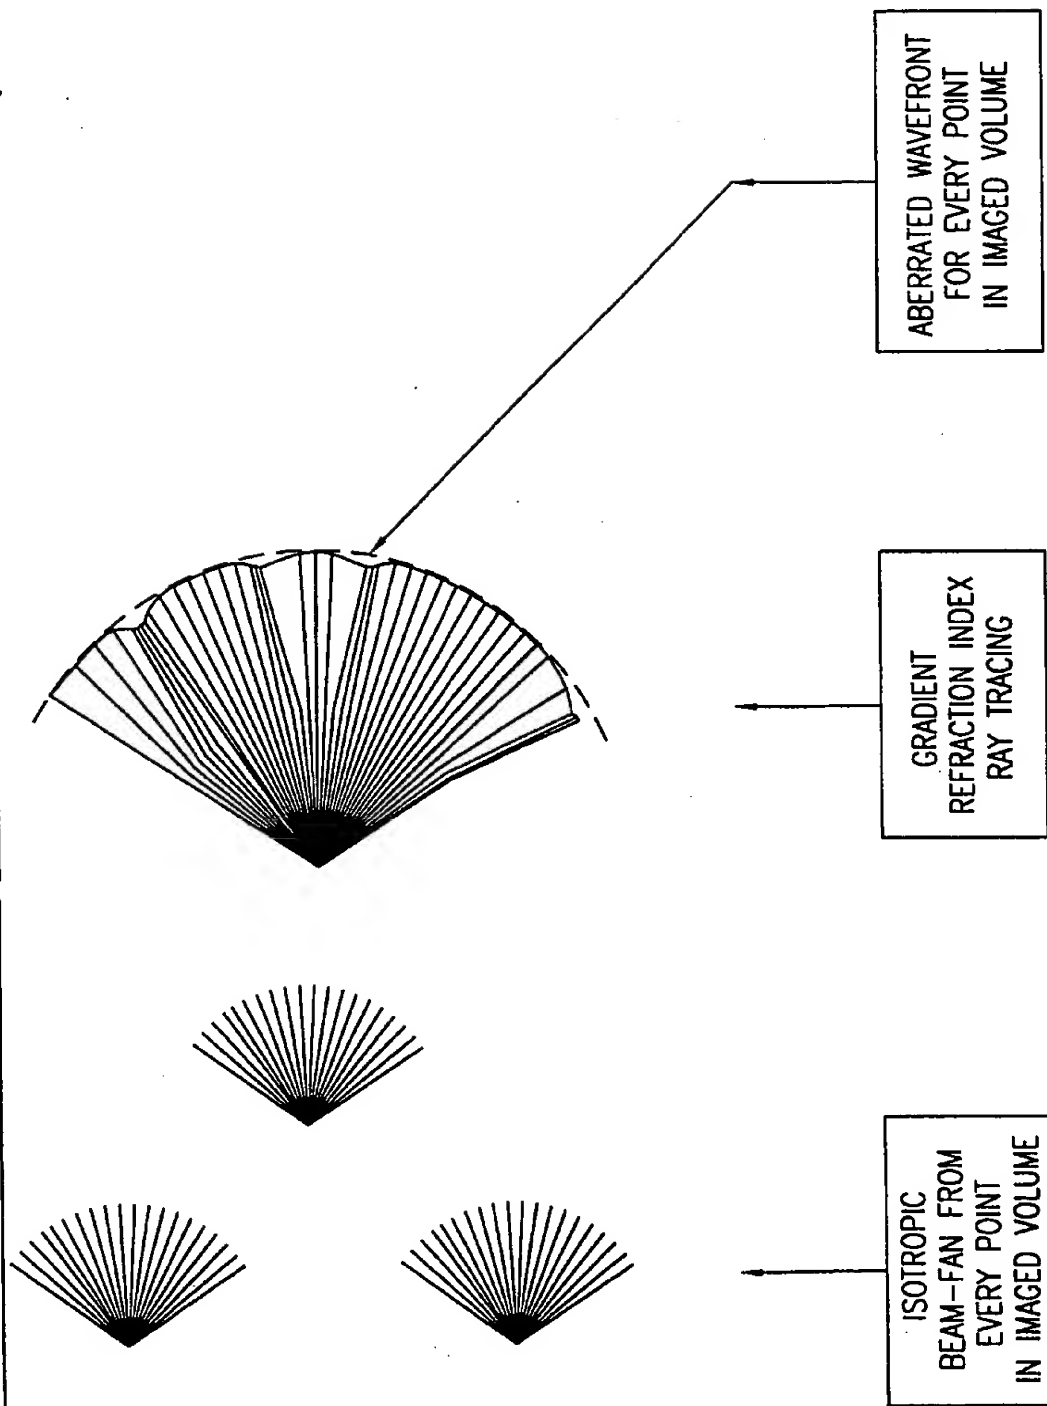 ISOTROPIC
BEAM-FAN FROM
EVERY POINT
IN IMAGED VOLUME
GRADIENT
REFRACTION INDEX
RAY TRACING
ABERRATED WAVEFRONT
FOR EVERY POINT
IN IMAGED VOLUME